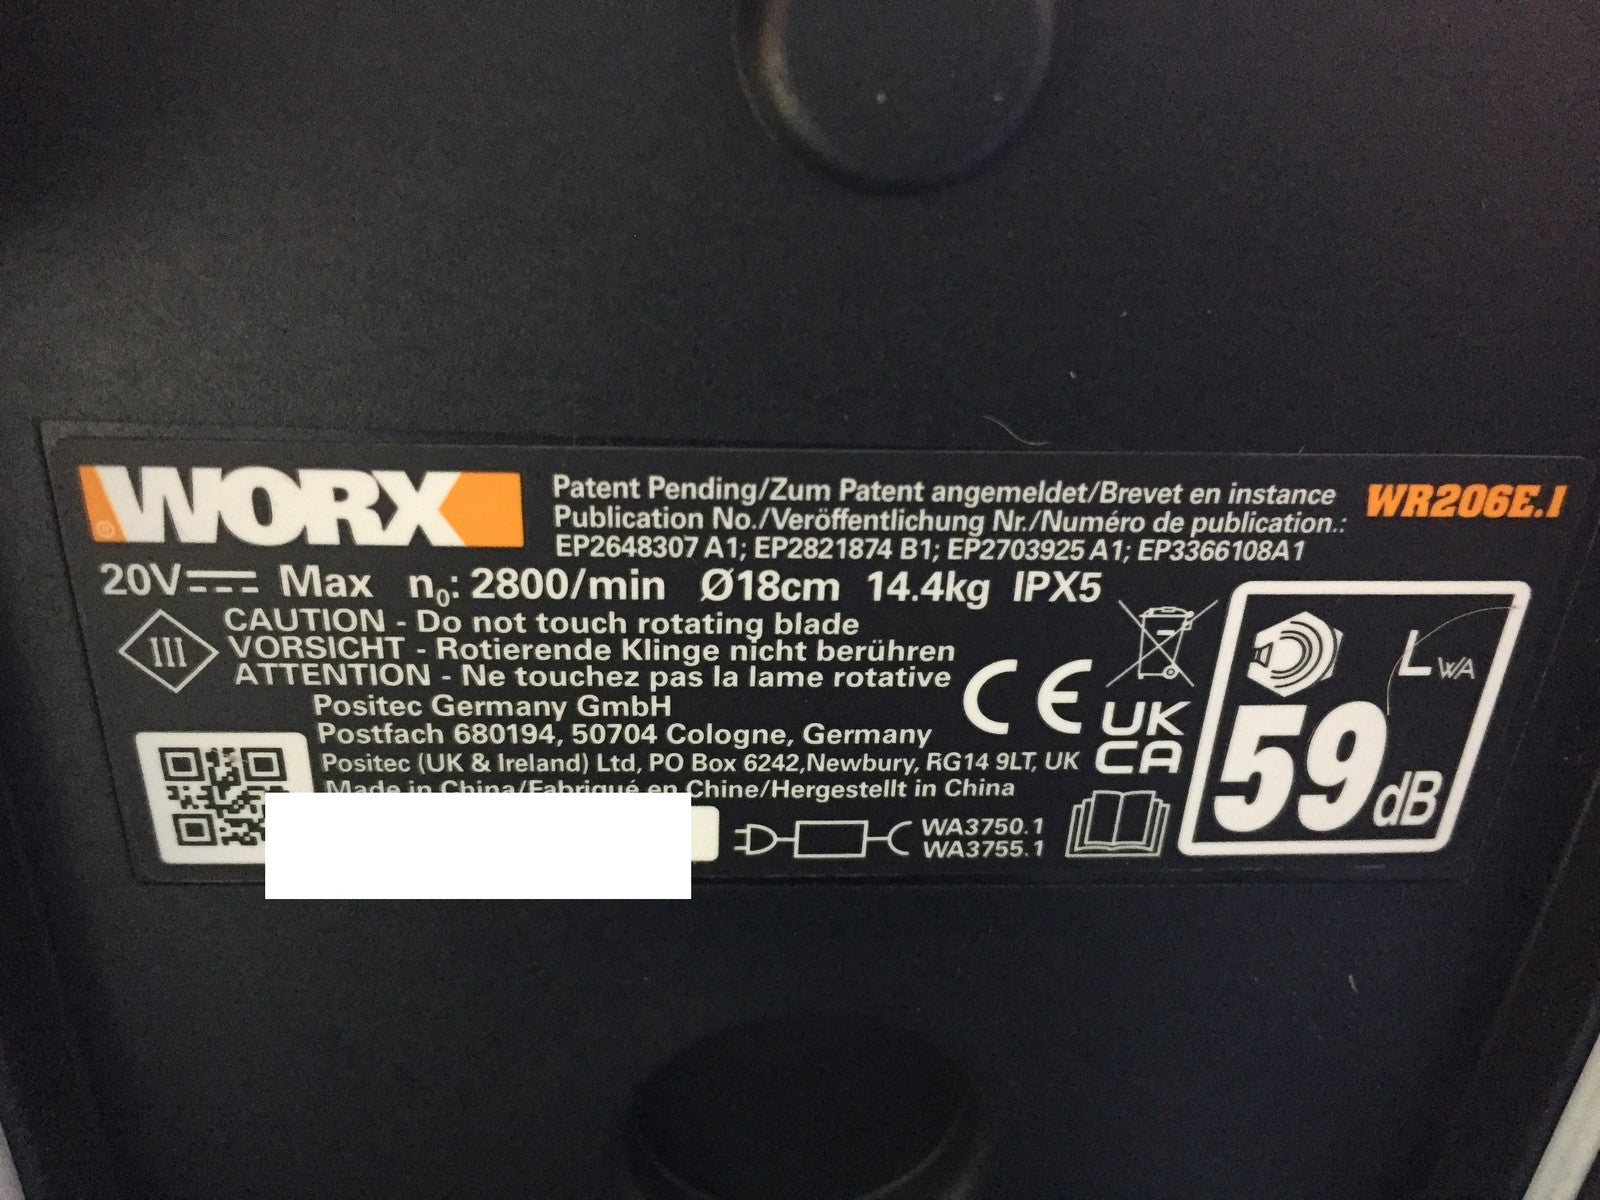 WORX
Patent Pending/Zum Patent angemeldet/Brevet en instance
WR206E.1
Publication No./Veröffentlichung Nr./Numéro de publication.:
EP2648307 A1; EP2821874 B1; EP2703925 A1; EP3366108A1
20V Max n0: 2800/min Ø18cm 14.4kg IPX5
III
CAUTION - Do not touch rotating blade
VORSICHT - Rotierende Klinge nicht berühren
ATTENTION - Ne touchez pas la lame rotative
Positec Germany GmbH
Postfach 680194, 50704 Cologne, Germany
Positec (UK & Ireland) Ltd, PO Box 6242,Newbury, RG14 9LT, UK
Made in China/Fabriqué en Chine/Hergestellt in China
CE
UK
CA
WA3750.1
WA3755.1
LWA
59dB